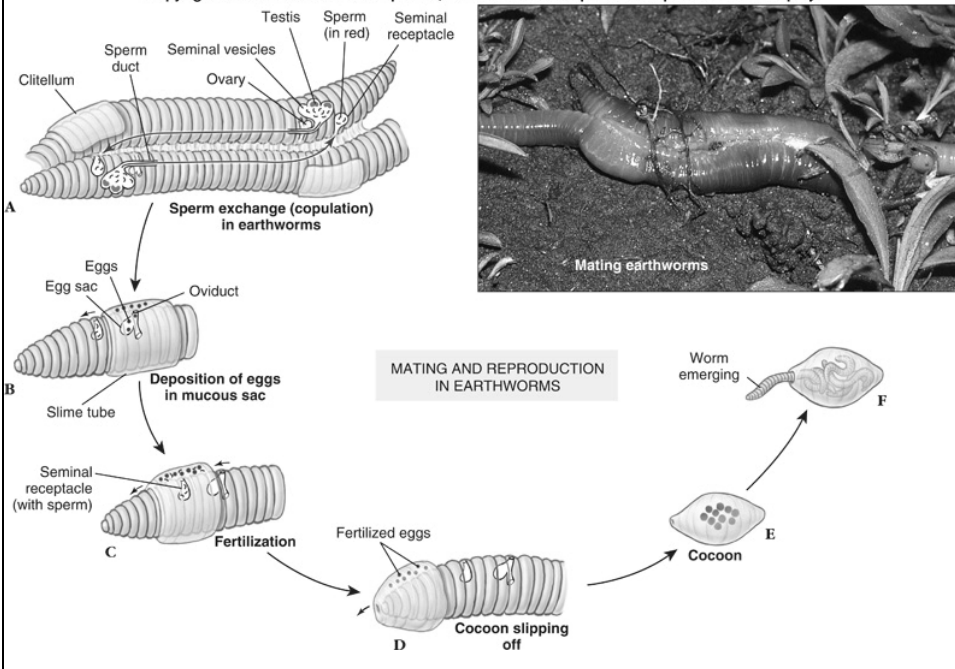 Testis
Sperm
(in red)
Seminal
receptacle
Seminal vesicles
Sperm
duct
Ovary
Clitellum
A
Sperm exchange (copulation)
in earthworms
Mating earthworms
Eggs
Egg sac
Oviduct
B
Deposition of eggs
in mucous sac
Slime tube
MATING AND REPRODUCTION
IN EARTHWORMS
Worm
emerging
F
Seminal
receptacle
(with sperm)
C
Fertilization
Fertilized eggs
D
Cocoon slipping
off
E
Cocoon